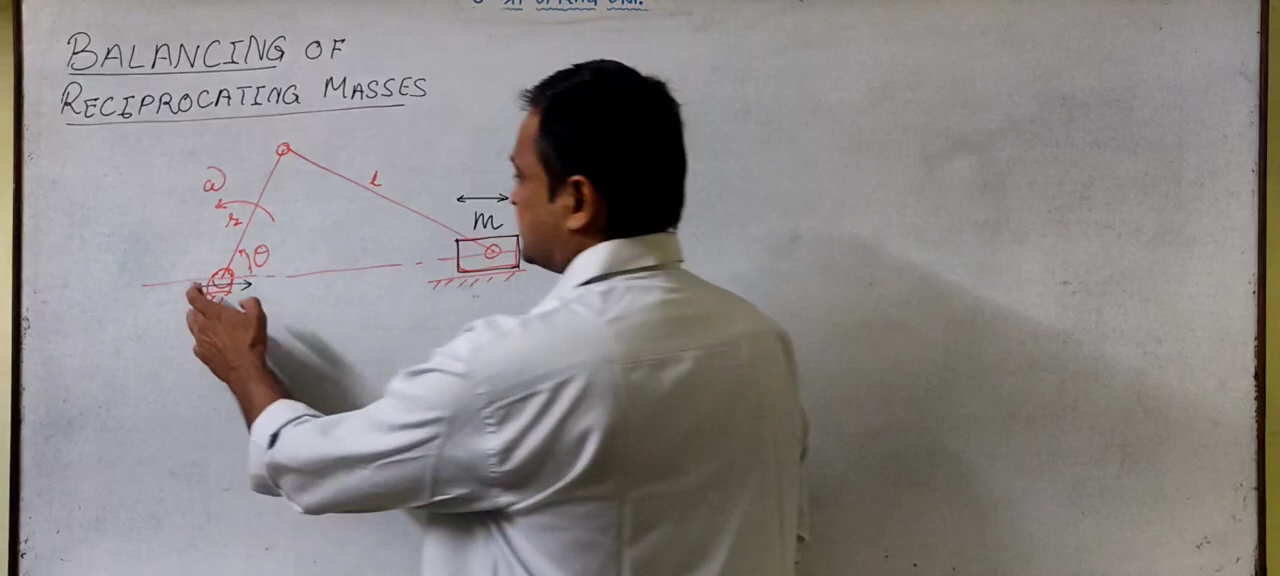 BALANCING OF
RECIPROCATING MASSES
ω
r
l
m
θ